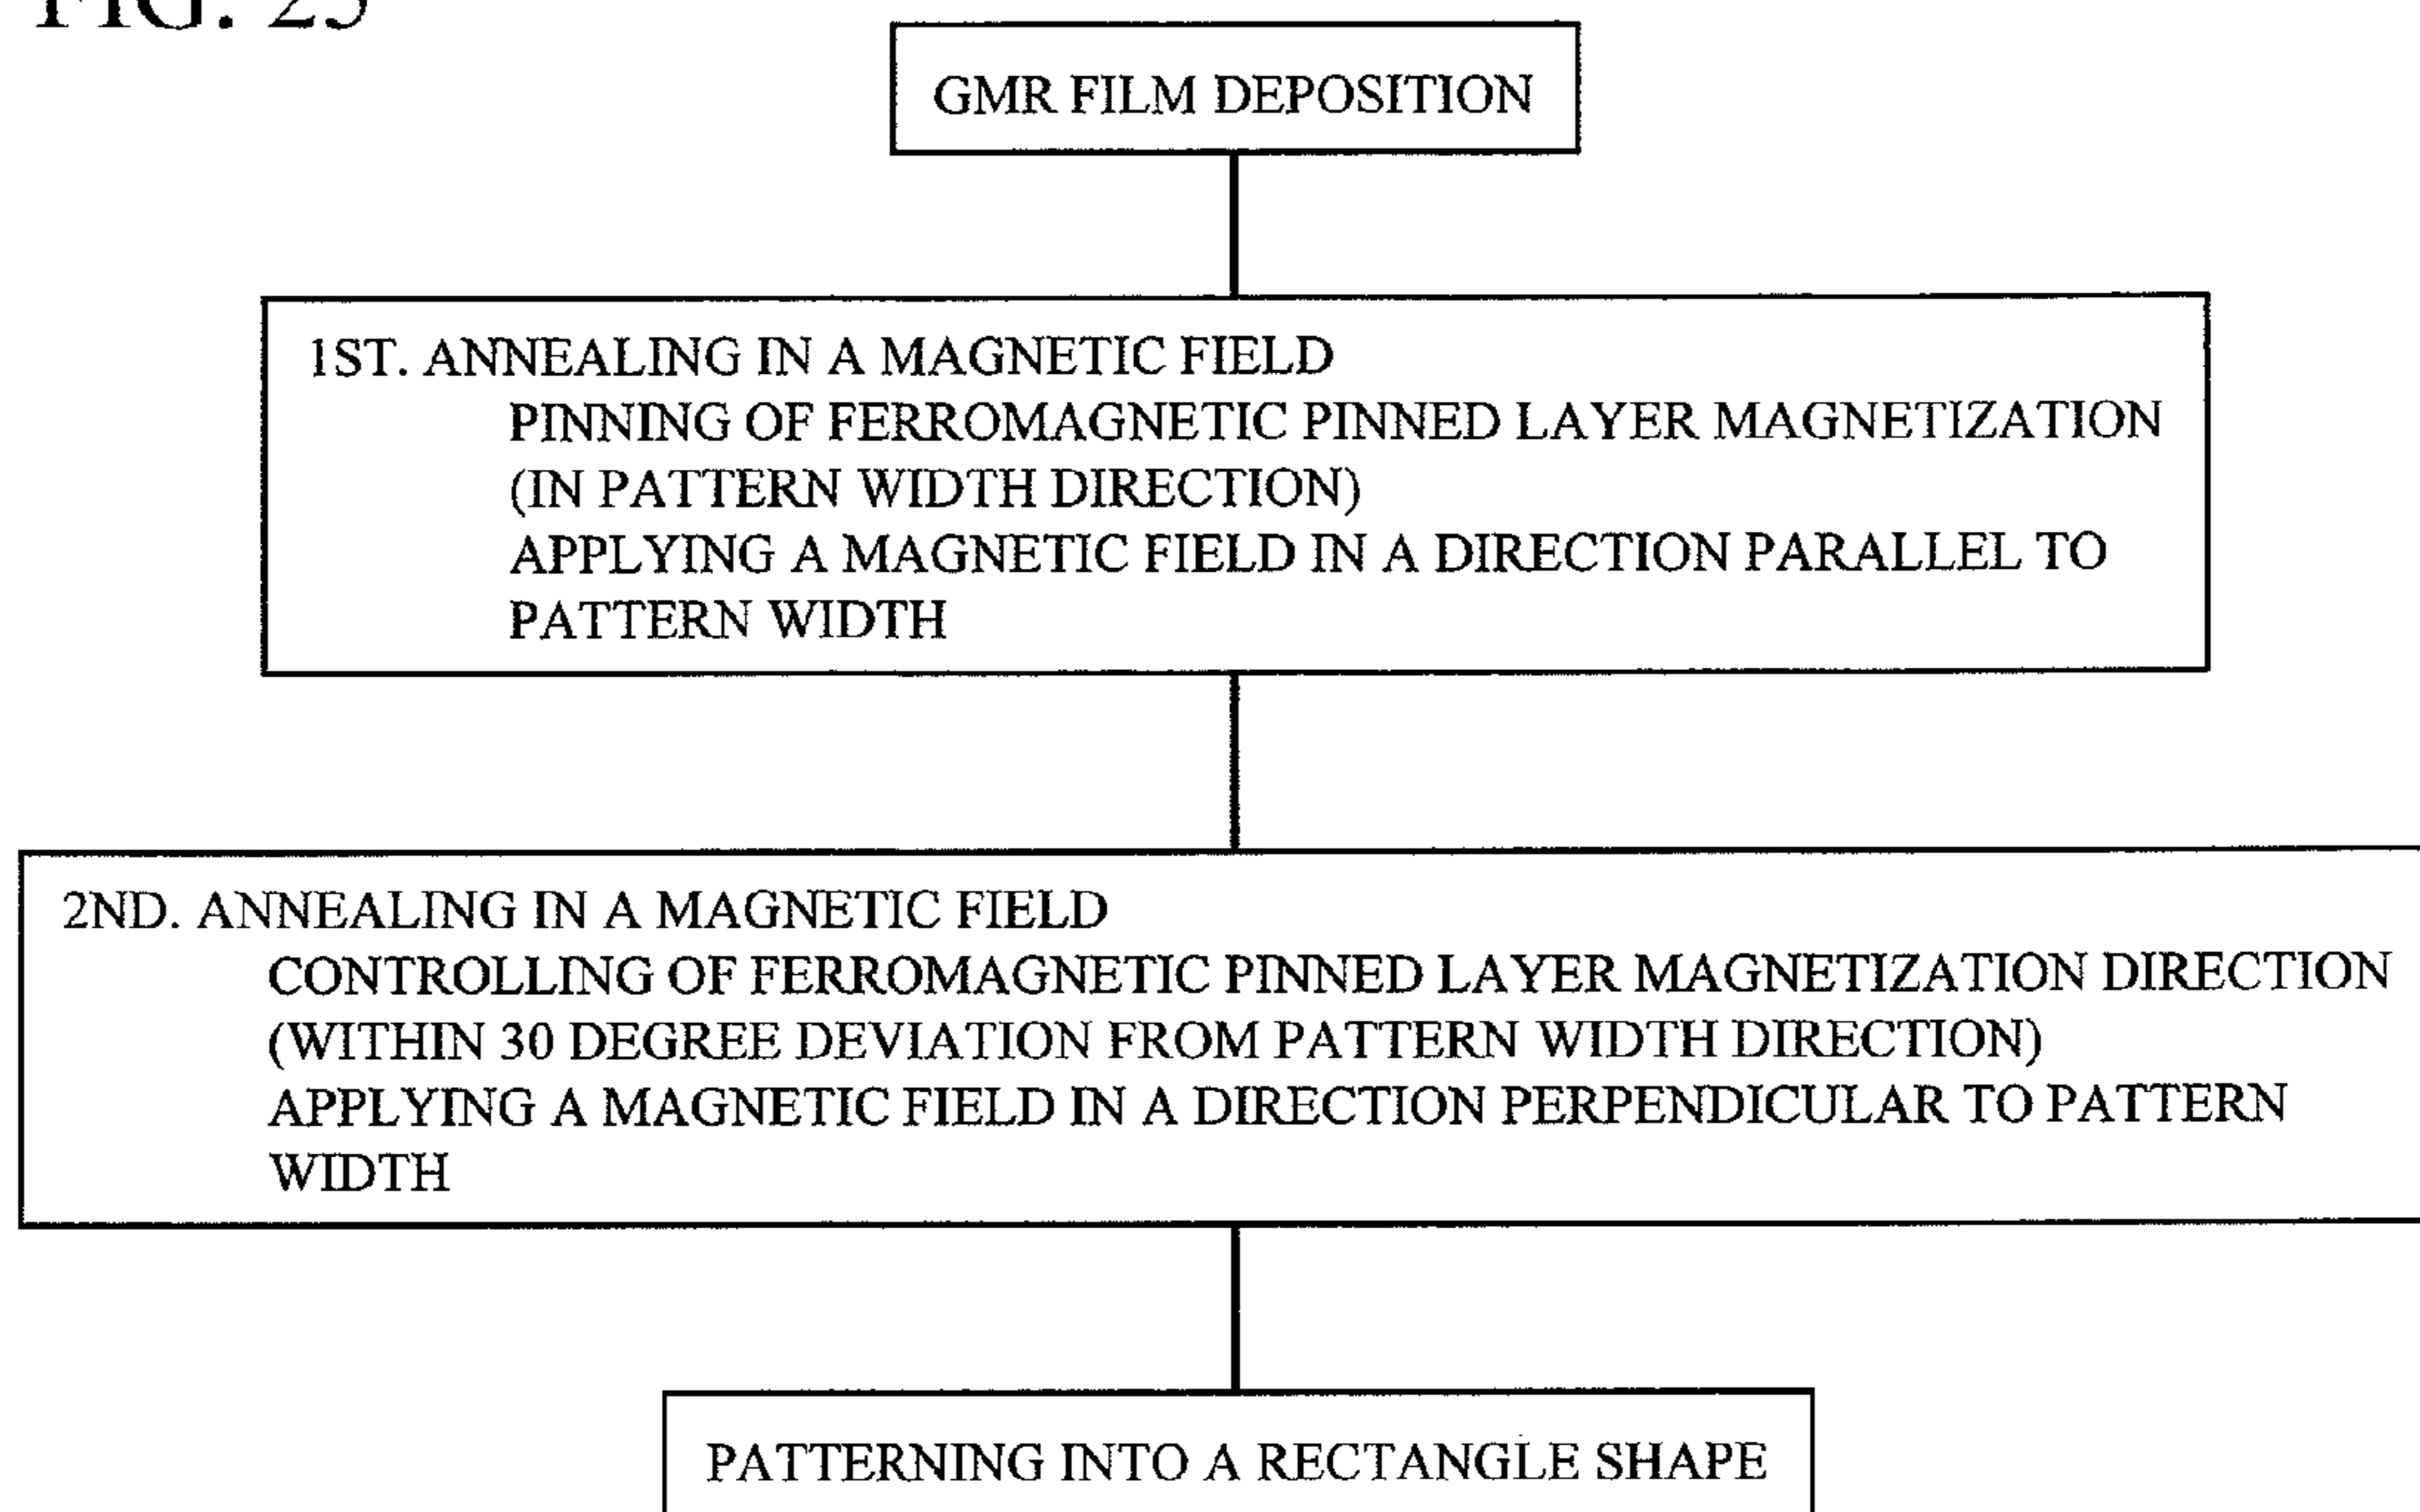 FIG. 25
GMR FILM DEPOSITION
1ST. ANNEALING IN A MAGNETIC FIELD
PINNING OF FERROMAGNETIC PINNED LAYER MAGNETIZATION
(IN PATTERN WIDTH DIRECTION)
APPLYING A MAGNETIC FIELD IN A DIRECTION PARALLEL TO
PATTERN WIDTH
2ND. ANNEALING IN A MAGNETIC FIELD
CONTROLLING OF FERROMAGNETIC PINNED LAYER MAGNETIZATION DIRECTION
(WITHIN 30 DEGREE DEVIATION FROM PATTERN WIDTH DIRECTION)
APPLYING A MAGNETIC FIELD IN A DIRECTION PERPENDICULAR TO PATTERN
WIDTH
PATTERNING INTO A RECTANGLE SHAPE